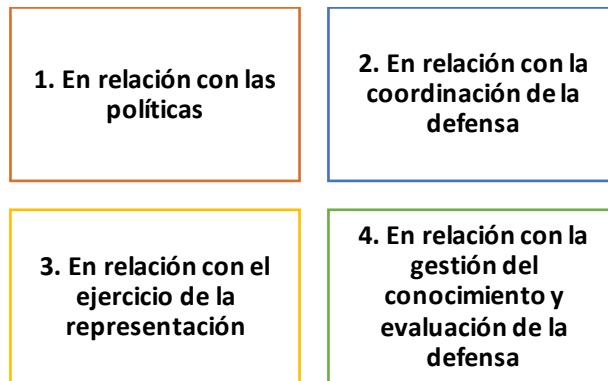 1. En relación con las
políticas
2. En relación con la
coordinación de la
defensa
3. En relación con el
ejercicio de la
representación
4. En relación con la
gestión del
conocimiento y
evaluación de la
defensa